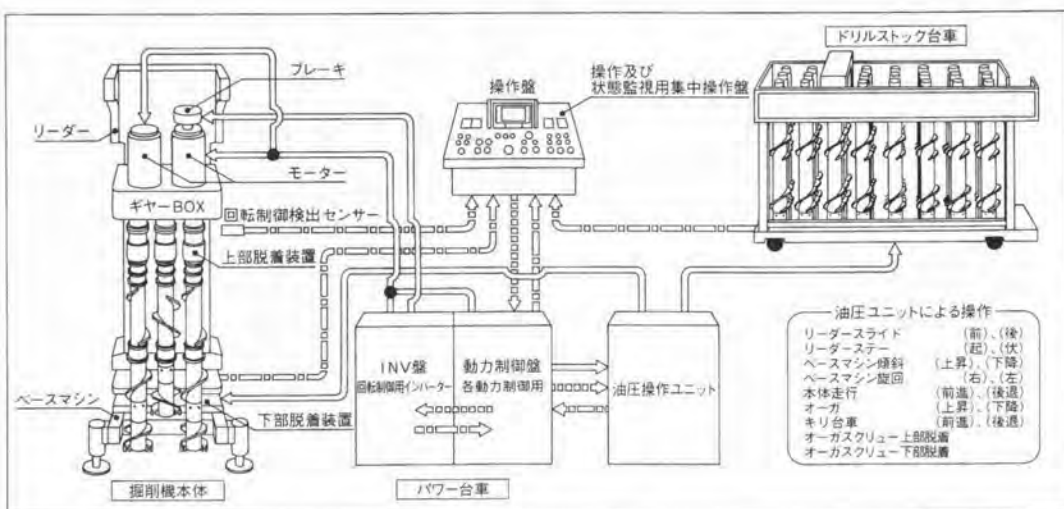 ドリルストック台車
ブレーキ
リーダー
操作盤
操作及び
状態監視用集中操作盤
モーター
ギヤーBOX
回転制御検出センサー
上部脱着装置
INV盤
回転制御用インバーター
動力制御盤
各動力制御用
油圧操作ユニット
ベースマシン
下部脱着装置
掘削機本体
パワー台車
油圧ユニットによる操作
リーダースライド (前)、(後)
リーダーステー (起)、(伏)
ベースマシン傾斜 (上昇)、(下降)
ベースマシン旋回 (右)、(左)
本体走行 (前進)、(後退)
オーガ (上昇)、(下降)
キリ台車 (前進)、(後退)
オーガスクリュー上部脱着
オーガスクリュー下部脱着